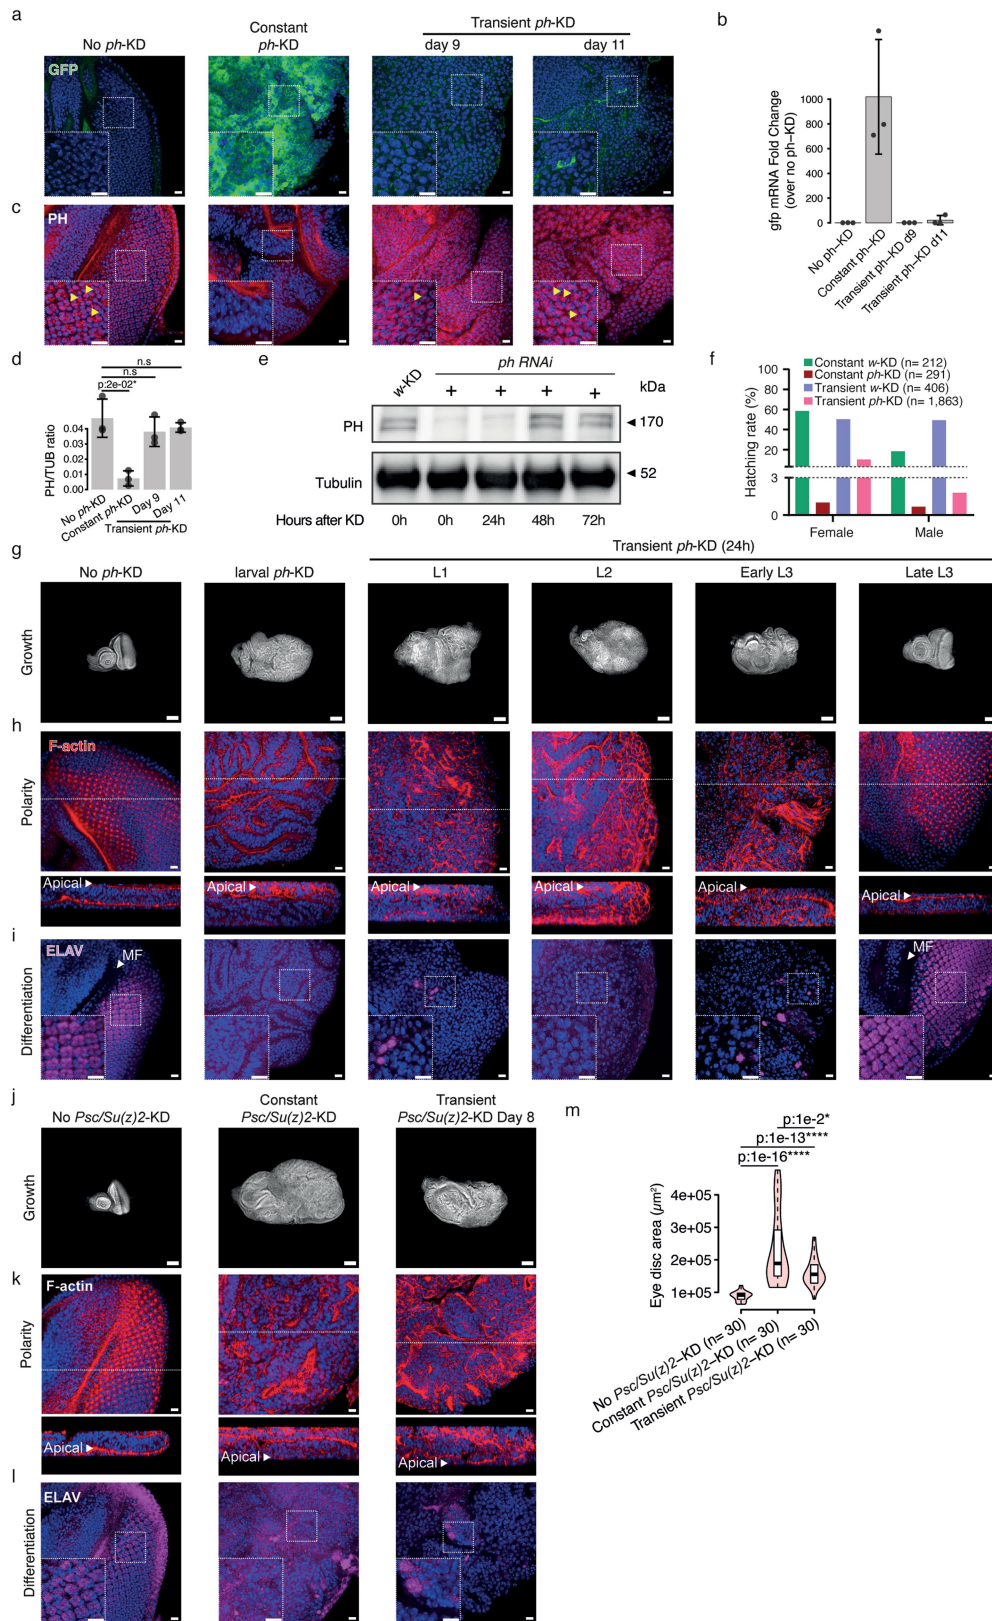 a
No ph-KD
Constant
ph-KD
Transient ph-KD
day 9
day 11
GFP
b
gfp mRNA Fold Change
(over no ph−KD)
1000
800
600
400
200
0
No ph−KD
Constant ph−KD
Transient ph−KD d9
Transient ph−KD d11
c
PH
d
n.s
n.s
p:2e-02*
PH/TUB ratio
0.04
0.03
0.02
0.01
0.00
No ph-KD
Constant ph-KD
Day 9
Day 11
Transient ph-KD
e
w-KD
ph RNAi
+ + + +
kDa
PH
170
Tubulin
52
Hours after KD
0h 0h 24h 48h 72h
f
Hatching rate (%)
100
80
60
40
20
3
0
Constant w-KD (n= 212)
Constant ph-KD (n= 291)
Transient w-KD (n= 406)
Transient ph-KD (n= 1,863)
Female
Male
g
Transient ph-KD (24h)
No ph-KD
larval ph-KD
L1
L2
Early L3
Late L3
Growth
h
F-actin
Polarity
Apical
Apical
Apical
Apical
Apical
Apical
i
ELAV
MF
MF
Differentiation
j
No Psc/Su(z)2-KD
Constant
Psc/Su(z)2-KD
Transient
Psc/Su(z)2-KD Day 8
Growth
k
F-actin
Polarity
Apical
Apical
Apical
l
ELAV
Differentiation
m
p:1e-2*
p:1e-13****
p:1e-16****
Eye disc area (µm²)
4e+05
3e+05
2e+05
1e+05
No Psc/Su(z)2−KD (n= 30)
Constant Psc/Su(z)2−KD (n= 30)
Transient Psc/Su(z)2−KD (n= 30)